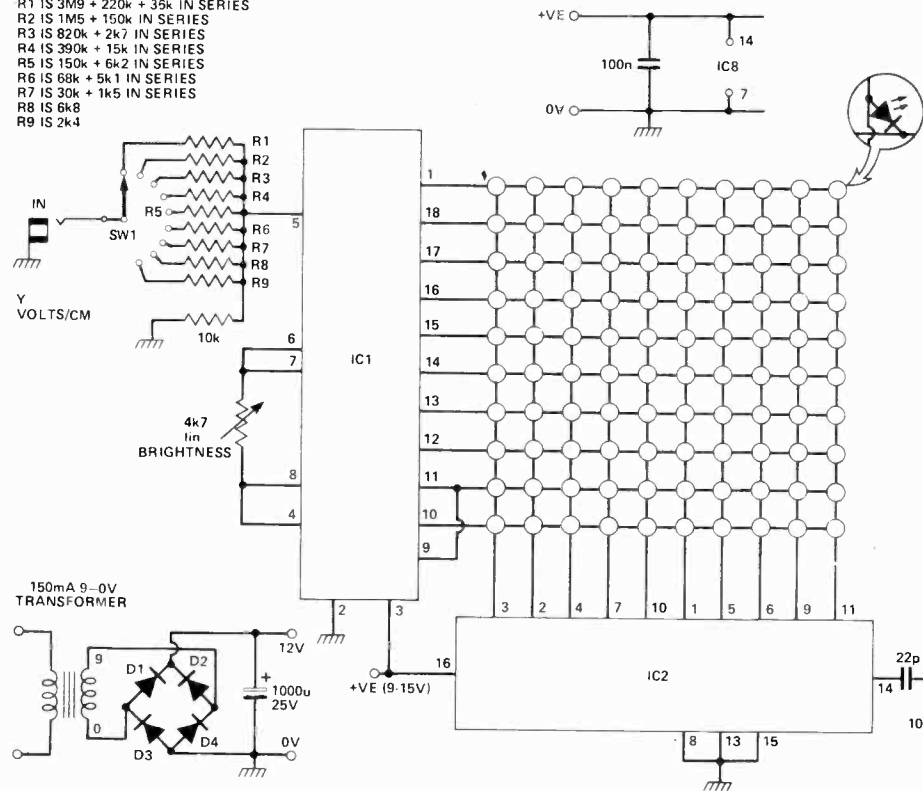 R1 IS 3M9 + 220k + 36k IN SERIES
R2 IS 1M5 + 150k IN SERIES
R3 IS 820k + 2k7 IN SERIES
R4 IS 390k + 15k IN SERIES
R5 IS 150k + 6k2 IN SERIES
R6 IS 68k + 5k1 IN SERIES
R7 IS 30k + 1k5 IN SERIES
R8 IS 6k8
R9 IS 2k4
+VE
14
100n
IC8
7
0V
R1
R2
R3
R4
R5
R6
R7
R8
R9
IN
SW1
Y
VOLTS/CM
10k
5
6
7
4k7
lin
BRIGHTNESS
8
4
IC1
1
18
17
16
15
14
13
12
11
10
9
2
3
3
2
4
7
10
1
5
6
9
11
16
+VE (9-15V)
IC2
14
22p
10
8
13
15
150mA 9-0V
TRANSFORMER
9
0
D1
D2
D3
D4
12V
+
1000u
25V
0V